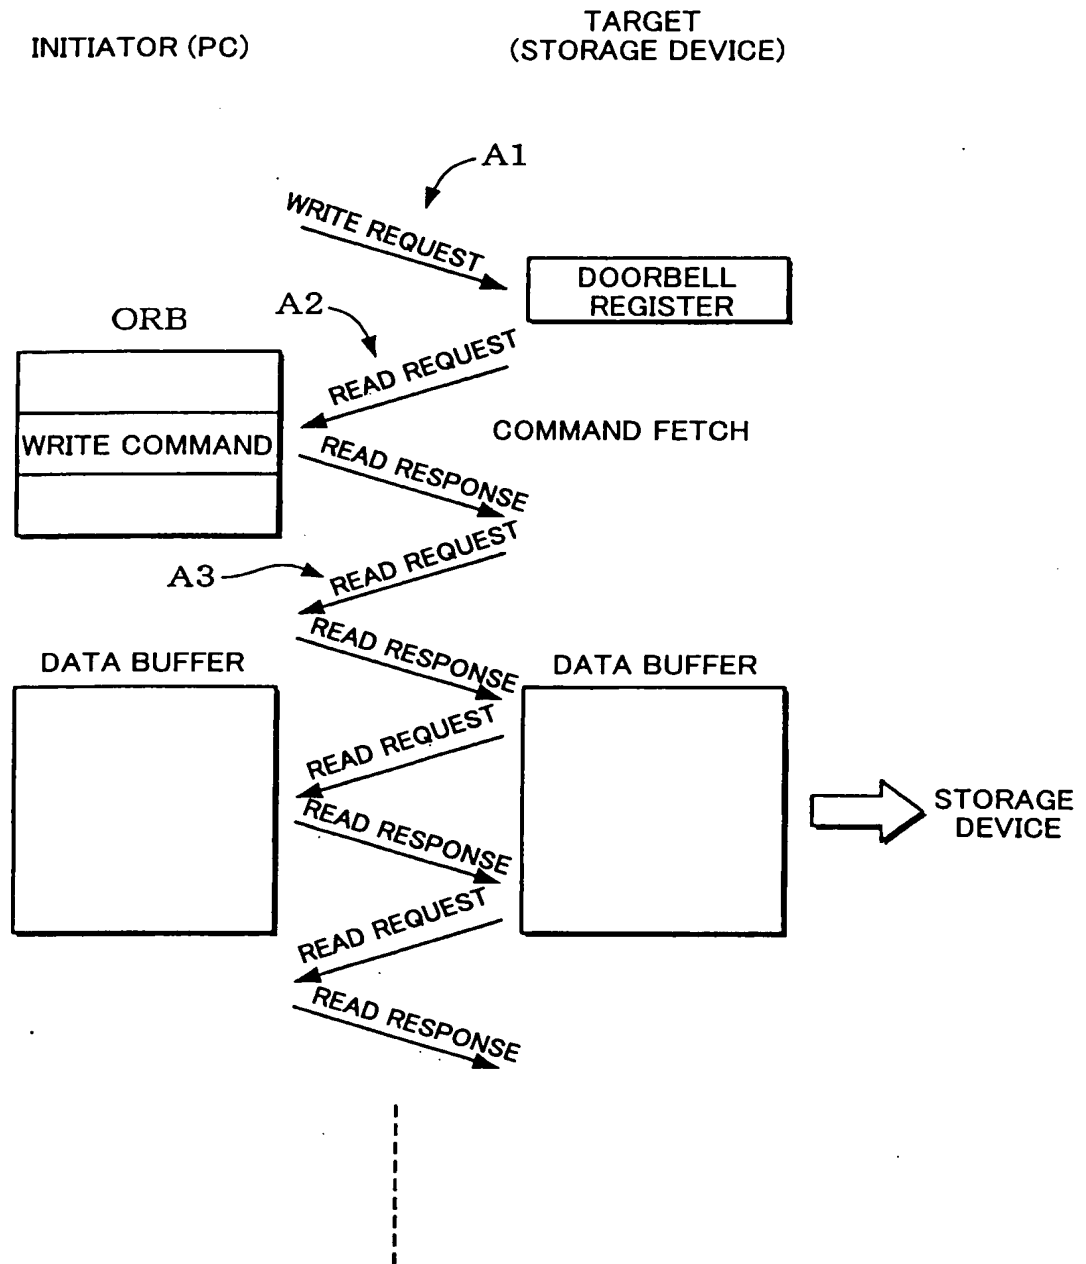 INITIATOR (PC)
TARGET
(STORAGE DEVICE)
A1
WRITE REQUEST
DOORBELL
REGISTER
A2
ORB
READ REQUEST
WRITE COMMAND
COMMAND FETCH
READ RESPONSE
READ REQUEST
A3
READ RESPONSE
DATA BUFFER
DATA BUFFER
READ REQUEST
STORAGE
DEVICE
READ RESPONSE
READ REQUEST
READ RESPONSE